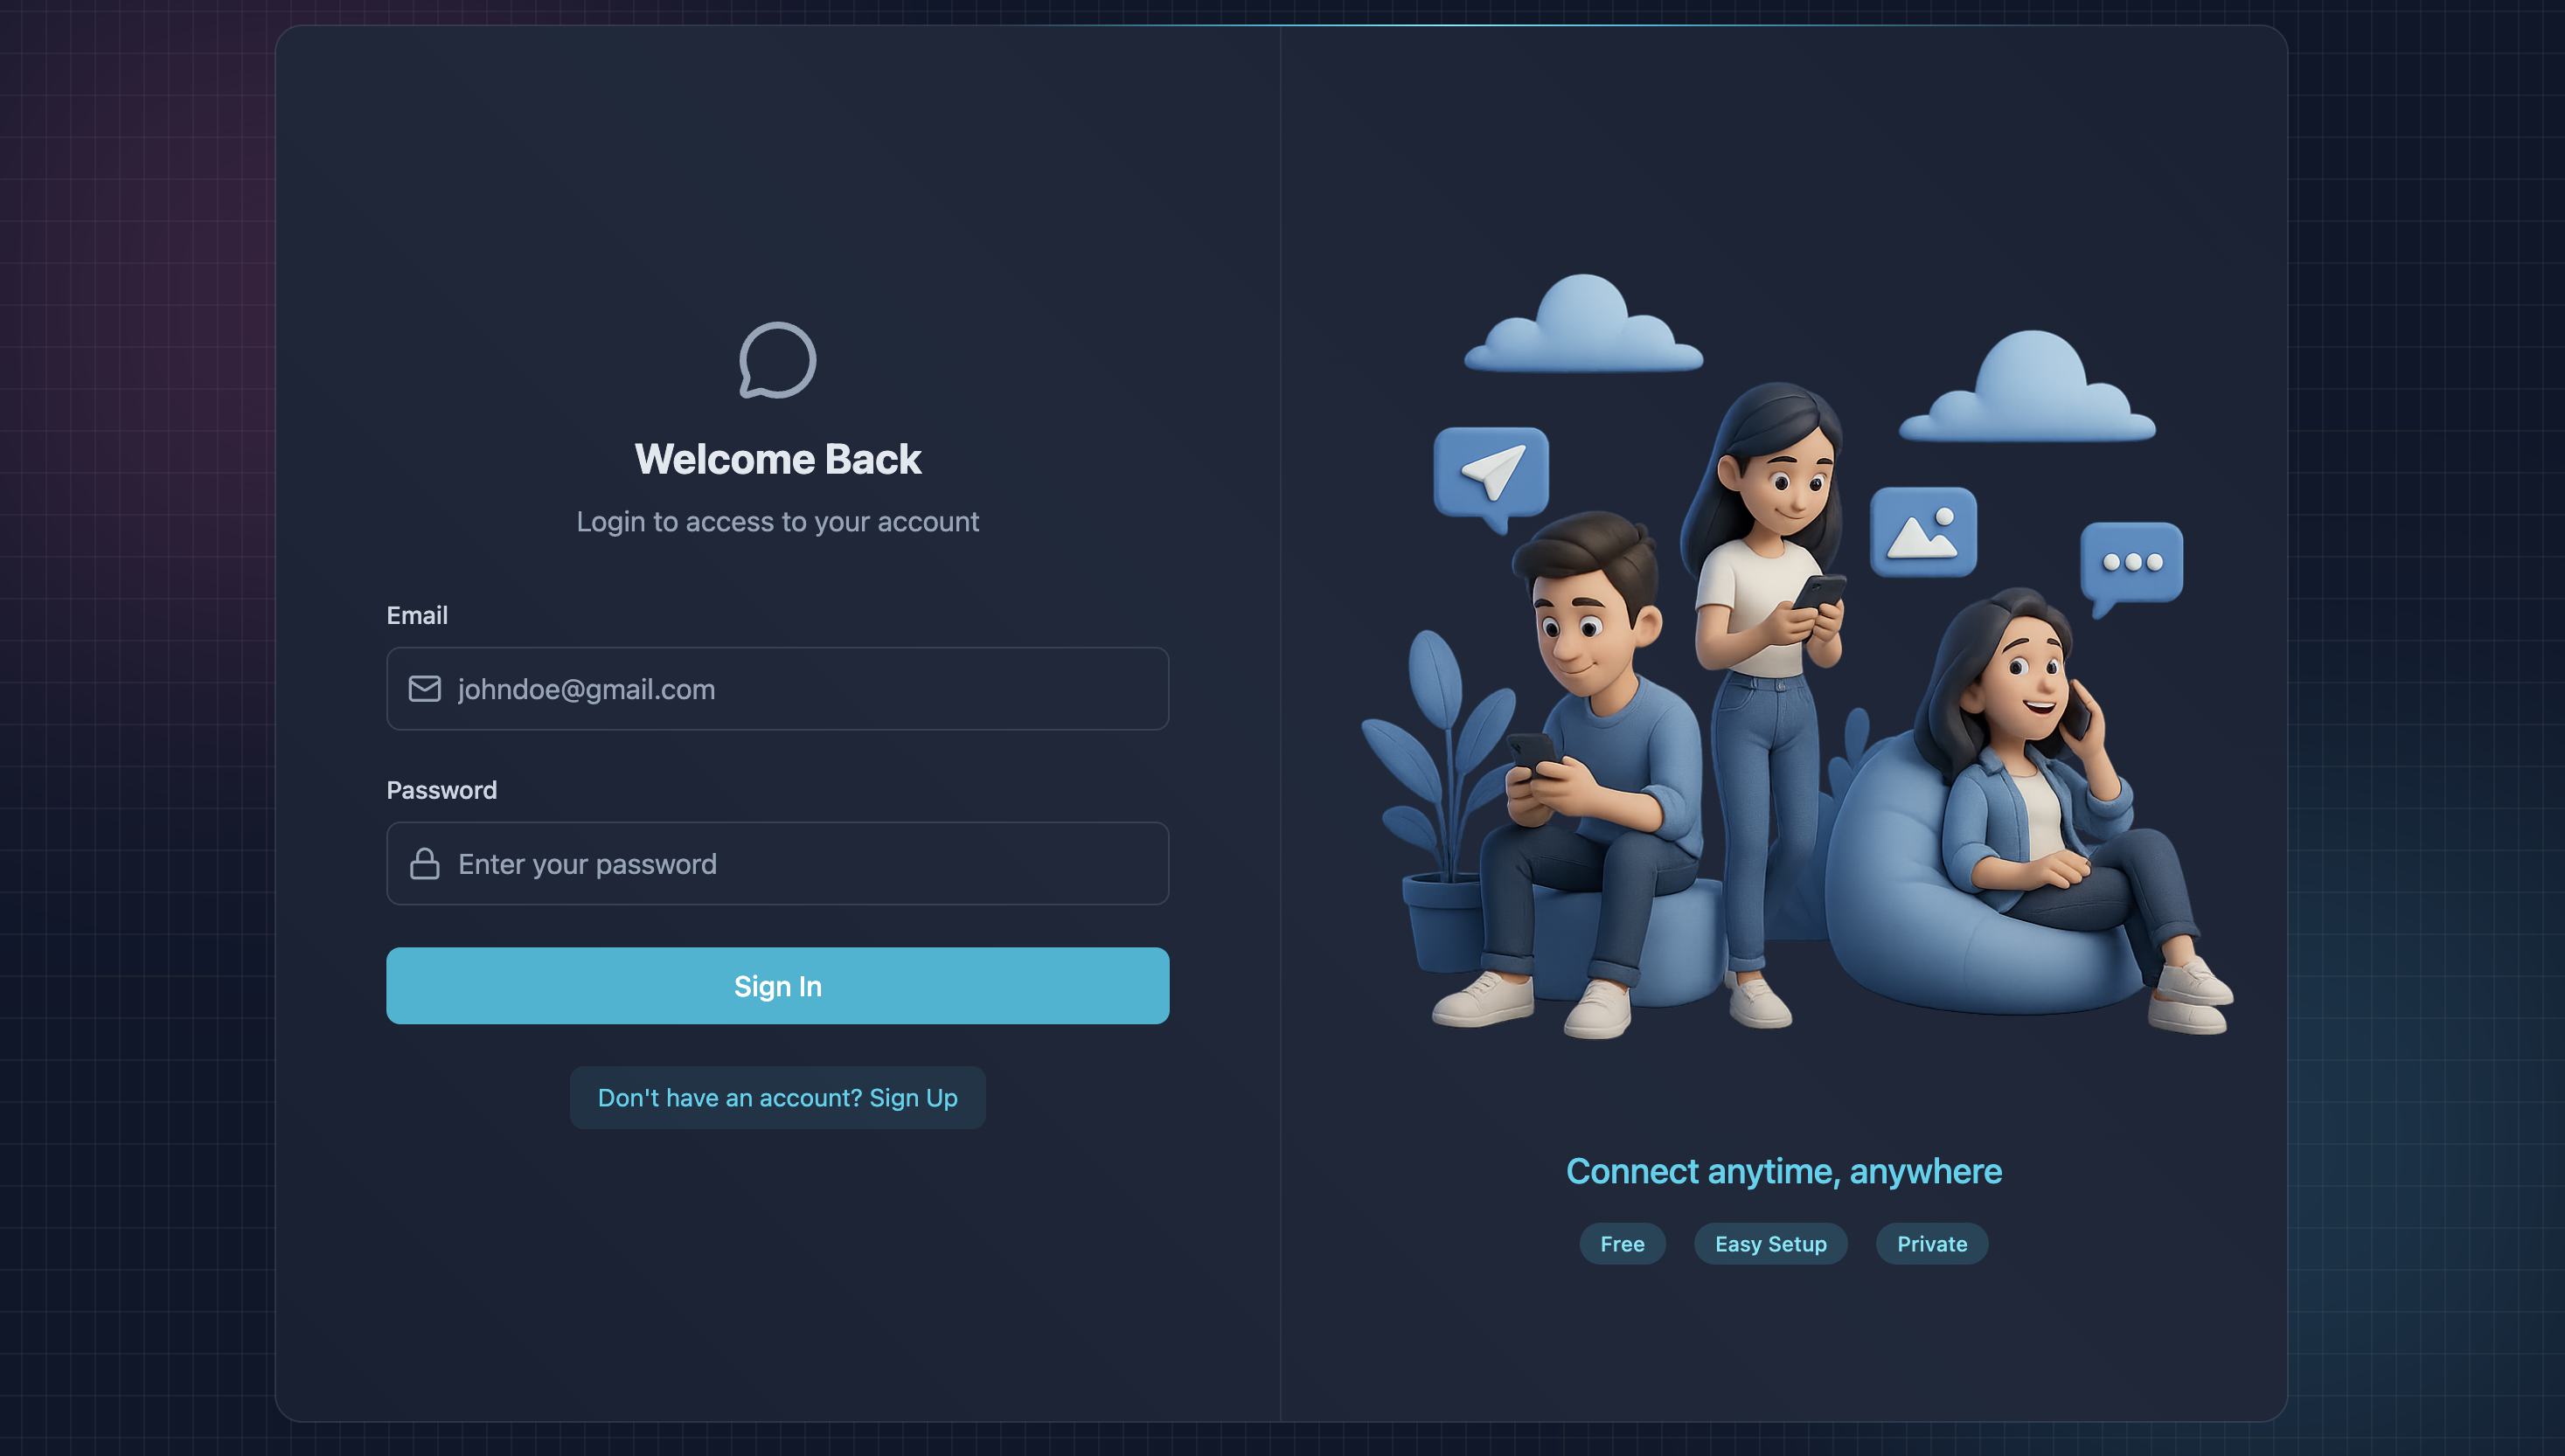 Welcome Back
Login to access to your account
Email
johndoe@gmail.com
Password
Enter your password
Sign In
Don't have an account? Sign Up
Connect anytime, anywhere
Free
Easy Setup
Private